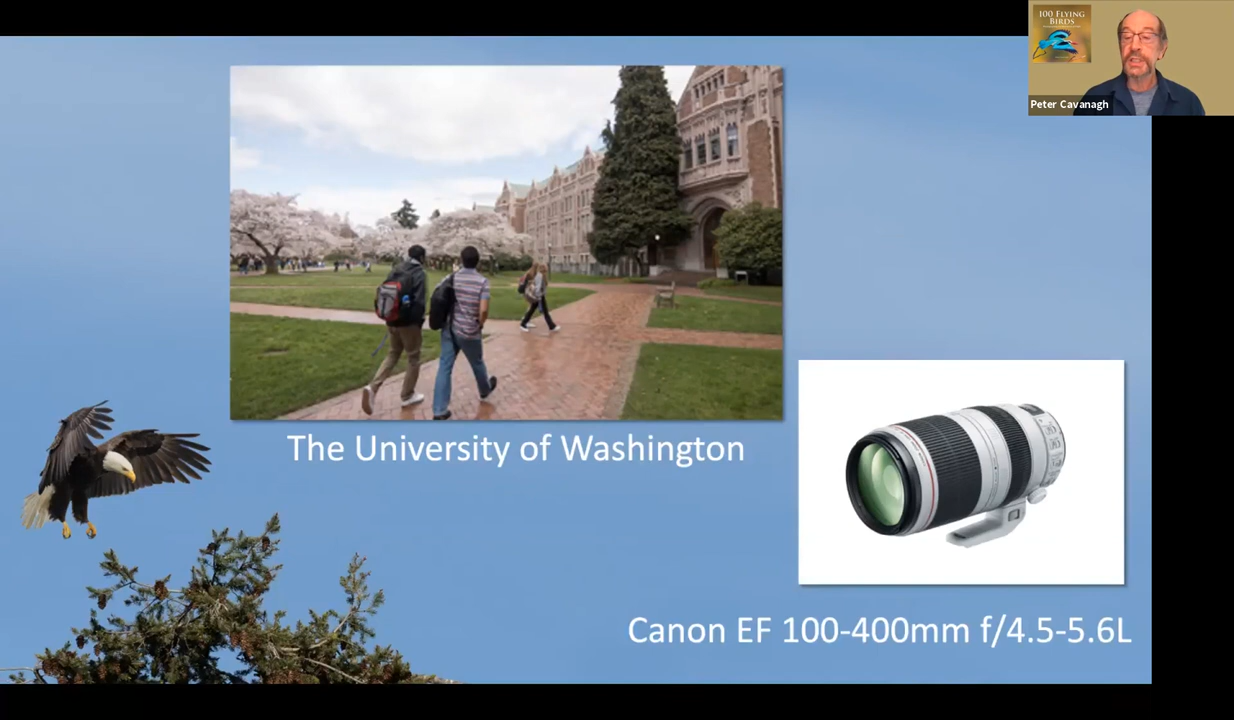 100 FLYING
BIRDS
Peter Cavanagh
The University of Washington
Canon EF 100-400mm f/4.5-5.6L